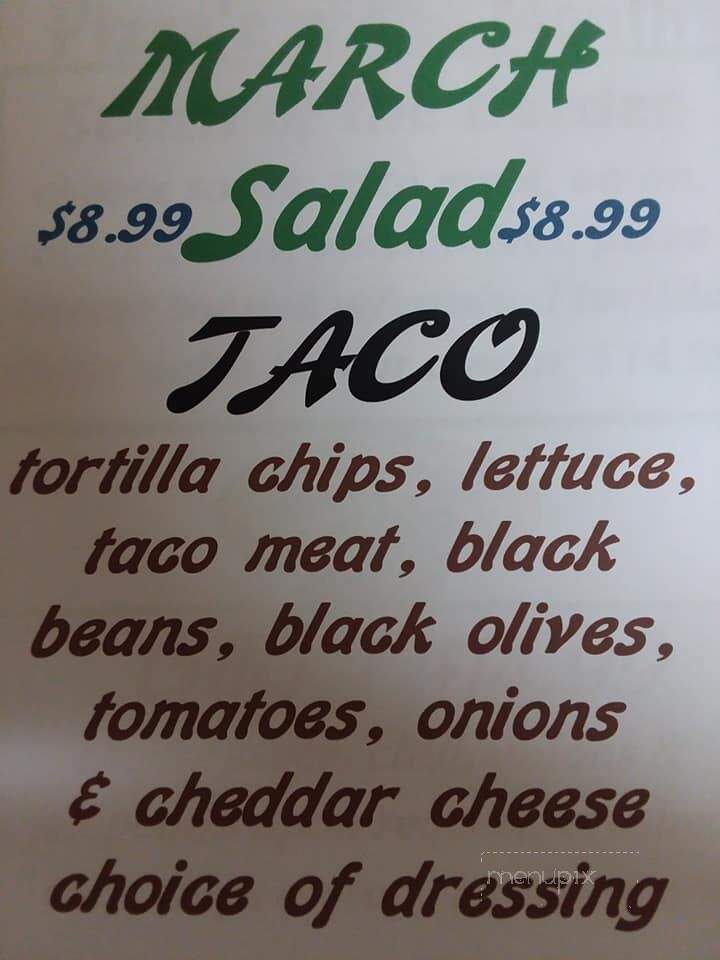 MARCH
$8.99 Salad $8.99
TACO
tortilla chips, lettuce,
taco meat, black
beans, black olives,
tomatoes, onions
& cheddar cheese
choice of dressing
menupix